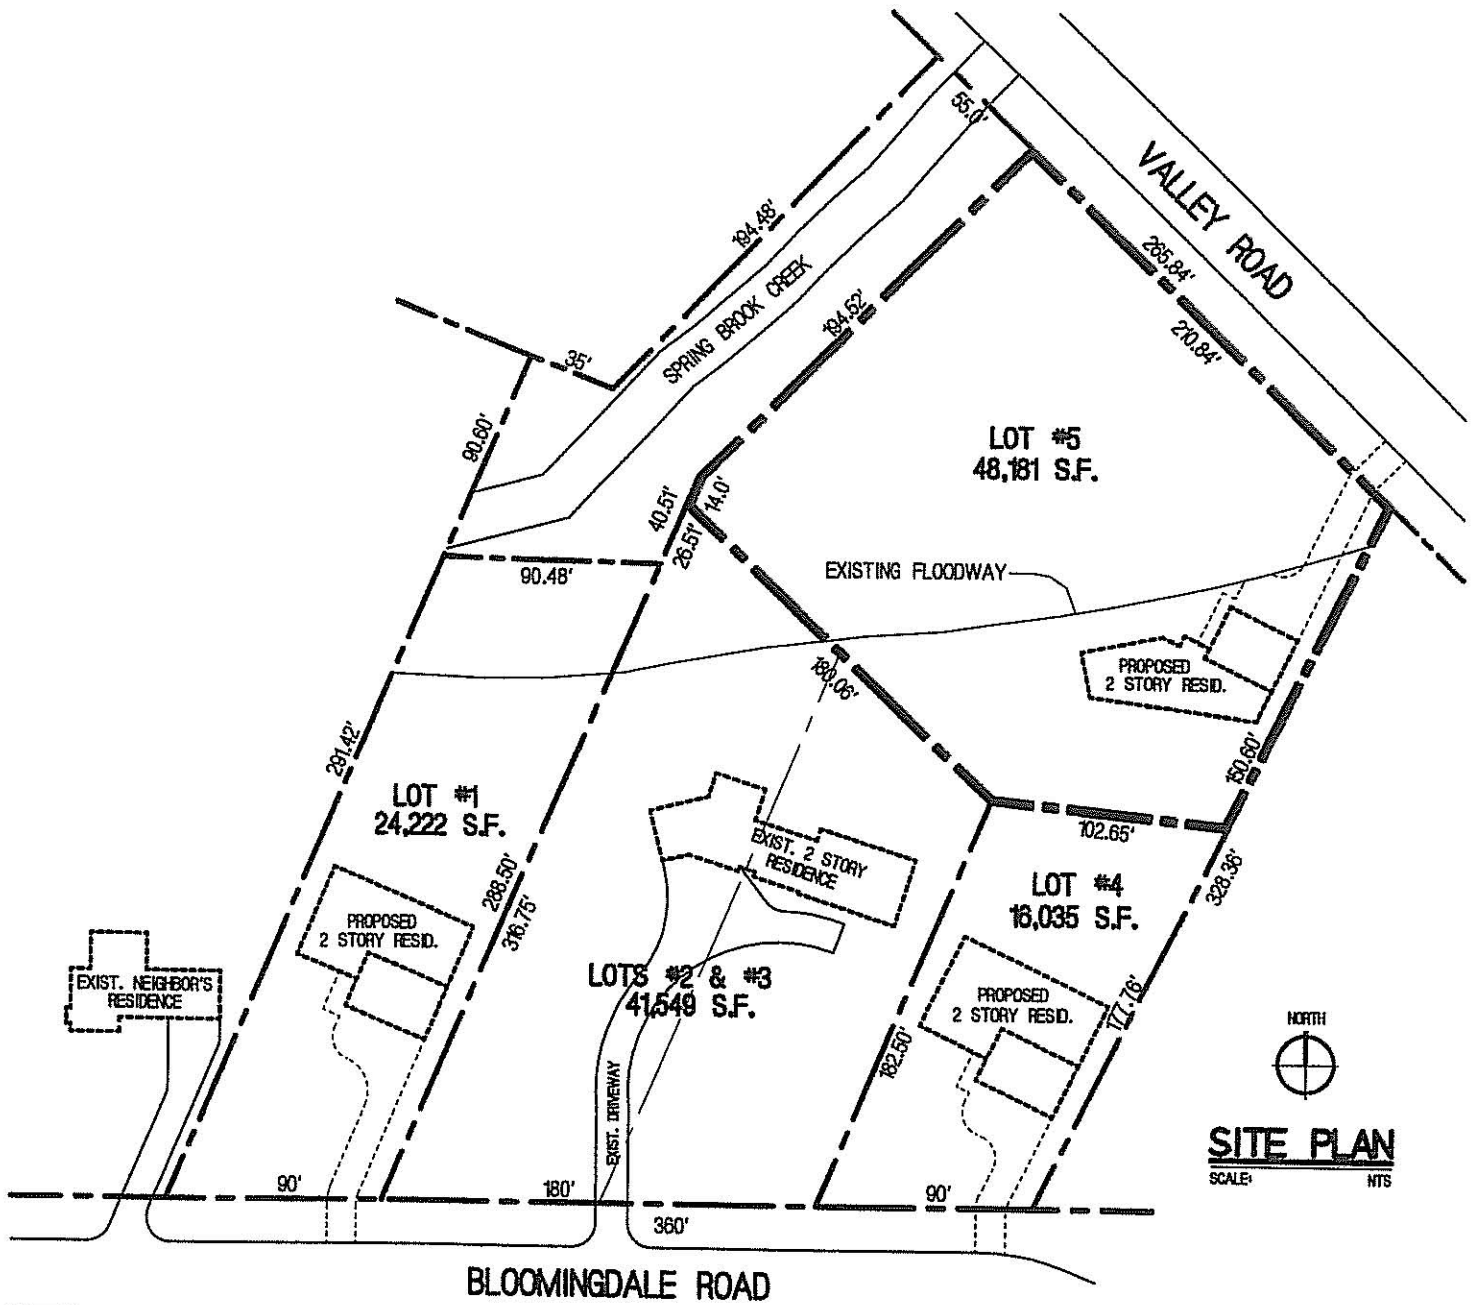 VALLEY ROAD
55.0'
194.48'
SPRING BROOK CREEK
265.84'
210.84'
194.52'
35'
90.60'
40.51'
14.0'
26.51'
LOT #5
48,181 S.F.
90.48'
EXISTING FLOODWAY
180.06'
PROPOSED
2 STORY RESID.
150.60'
291.42'
LOT #1
24,222 S.F.
288.50'
316.75'
EXIST. 2 STORY
RESIDENCE
102.65'
328.36'
LOT #4
16,035 S.F.
PROPOSED
2 STORY RESID.
EXIST. NEIGHBOR'S
RESIDENCE
LOTS #2 & #3
41,549 S.F.
PROPOSED
2 STORY RESID.
177.76'
182.50'
EXIST. DRIVEWAY
NORTH
SITE PLAN
SCALE: NTS
90'
180'
90'
360'
BLOOMINGDALE ROAD